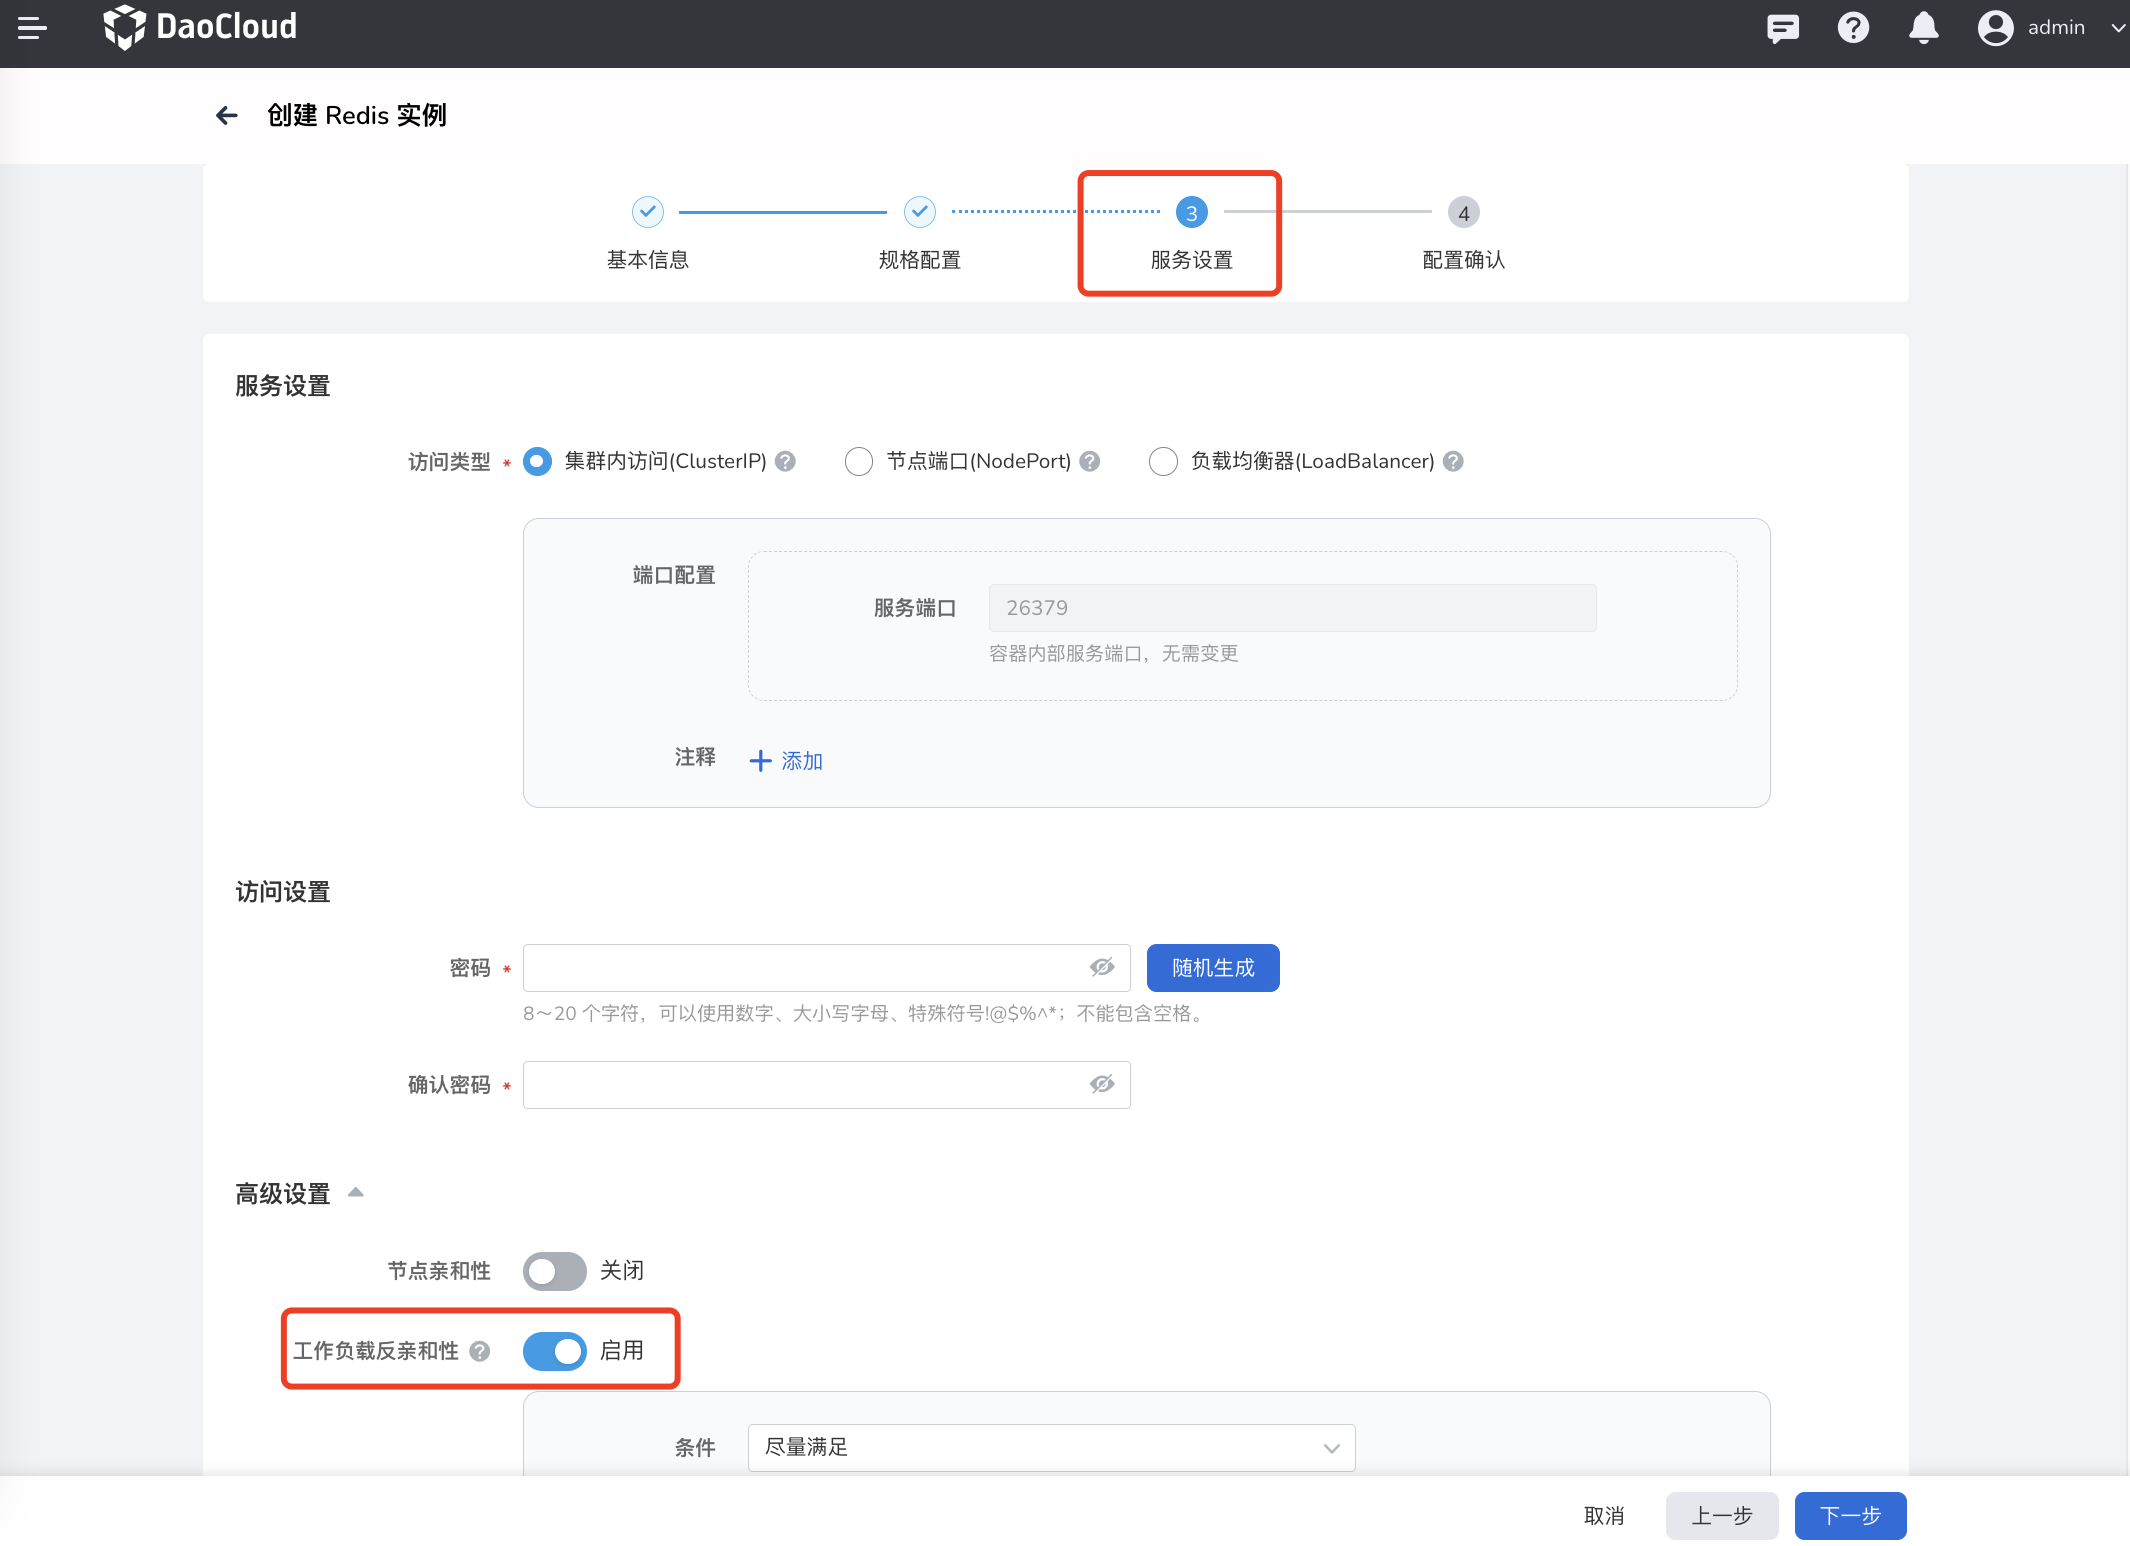 DaoCloud
admin
创建 Redis 实例
3
4
基本信息
规格配置
服务设置
配置确认
服务设置
访问类型 * 集群内访问(ClusterIP) ? 节点端口(NodePort) ? 负载均衡器(LoadBalancer) ?
端口配置
服务端口 26379
容器内部服务端口，无需变更
注释 + 添加
访问设置
密码 * 随机生成
8～20 个字符，可以使用数字、大小写字母、特殊符号!@$%^*；不能包含空格。
确认密码 *
高级设置
节点亲和性 关闭
工作负载反亲和性 ? 启用
条件 尽量满足
取消 上一步 下一步